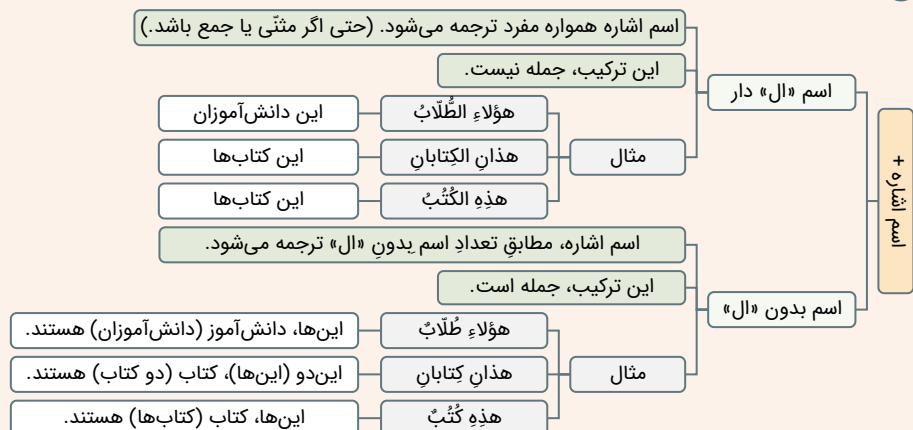 اسم اشاره +
اسم «ال» دار
اسم اشاره همواره مفرد ترجمه می‌شود. (حتی اگر مثنّی یا جمع باشد.)
این ترکیب، جمله نیست.
مثال
هؤلاءِ الطُّلّابُ
این دانش‌آموزان
هذانِ الکِتابانِ
این کتاب‌ها
هذِهِ الکُتُبُ
این کتاب‌ها
اسم بدون «ال»
اسم اشاره، مطابقِ تعدادِ اسم بِدونِ «ال» ترجمه می‌شود.
این ترکیب، جمله است.
مثال
هؤلاءِ طُلّابٌ
این‌ها، دانش‌آموز (دانش‌آموزان) هستند.
هذانِ کِتابانِ
این‌دو (این‌ها)، کتاب (دو کتاب) هستند.
هذِهِ کُتُبٌ
این‌ها، کتاب (کتاب‌ها) هستند.